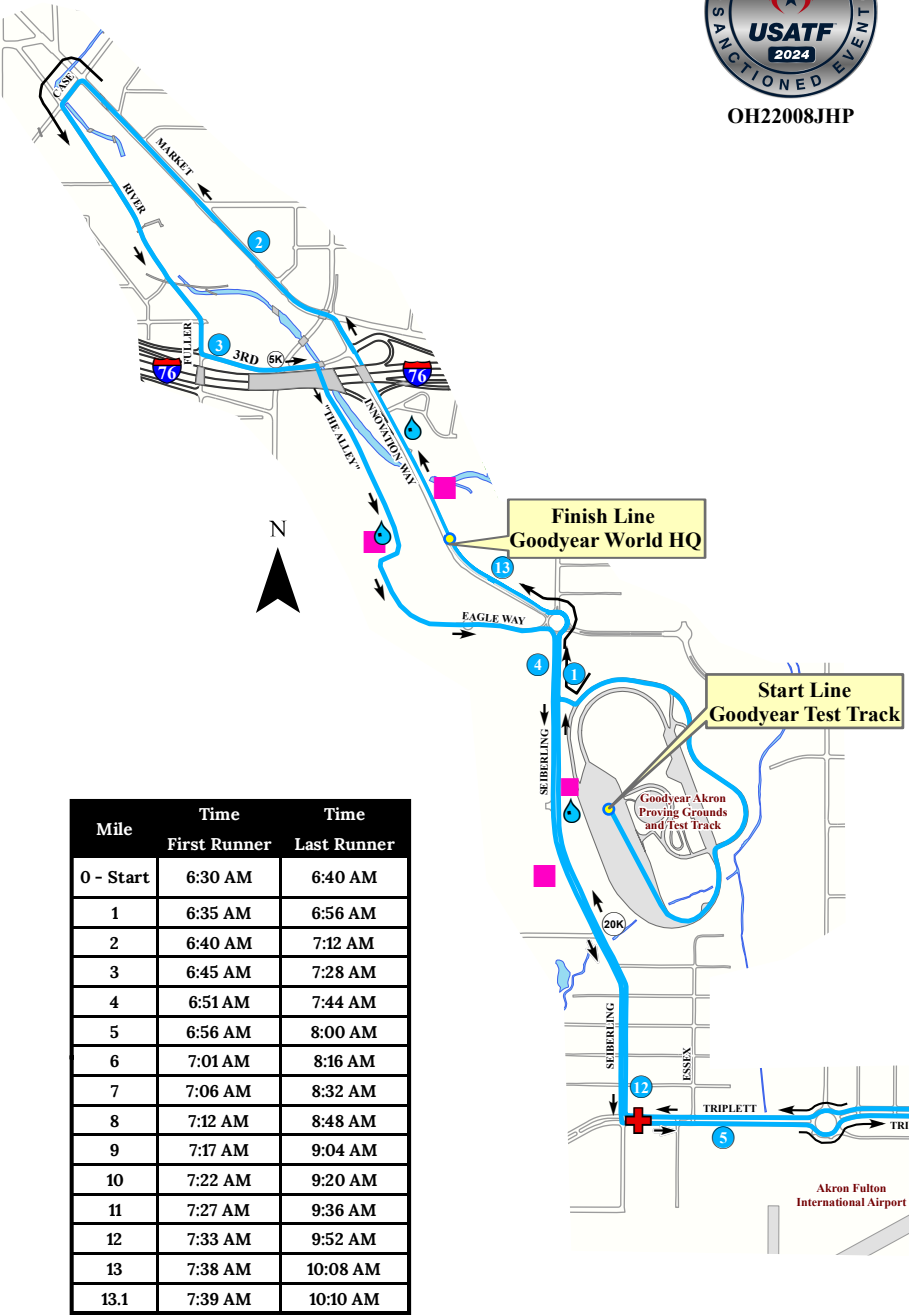 SANCTIONED EVENT
USATF
2024
OH22008JHP
CASE
MARKET
RIVER
2
FULLER
3
3RD
5K
76
76
"THE ALLEY"
INNOVATION WAY
Finish Line
Goodyear World HQ
N
13
EAGLE WAY
4
1
Start Line
Goodyear Test Track
SEIBERLING
Goodyear Akron
Proving Grounds
and Test Track
20K
SEIBERLING
ESSEX
12
TRIPLETT
5
TRI
Akron Fulton
International Airport
Mile Time First Runner Time Last Runner
0 - Start 6:30 AM 6:40 AM
1 6:35 AM 6:56 AM
2 6:40 AM 7:12 AM
3 6:45 AM 7:28 AM
4 6:51 AM 7:44 AM
5 6:56 AM 8:00 AM
6 7:01 AM 8:16 AM
7 7:06 AM 8:32 AM
8 7:12 AM 8:48 AM
9 7:17 AM 9:04 AM
10 7:22 AM 9:20 AM
11 7:27 AM 9:36 AM
12 7:33 AM 9:52 AM
13 7:38 AM 10:08 AM
13.1 7:39 AM 10:10 AM